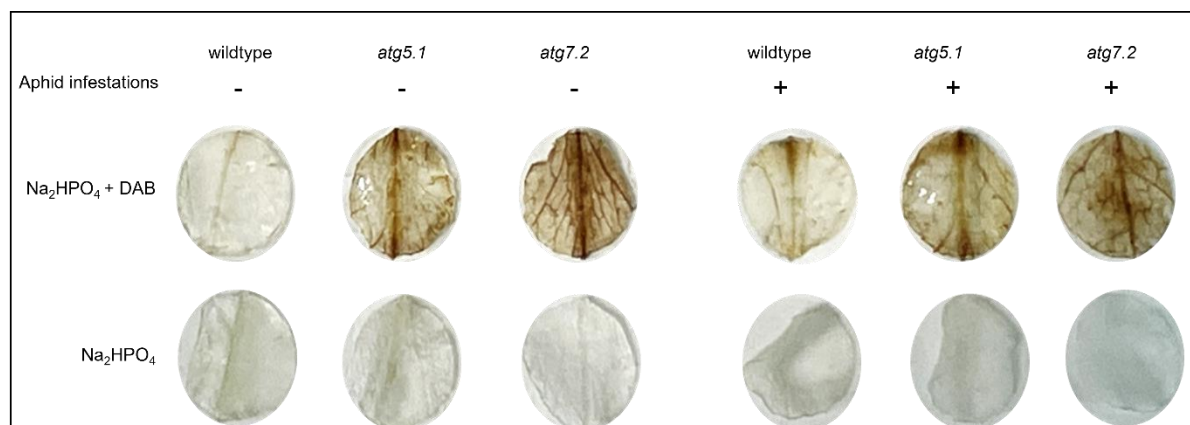 wildtype atg5.1 atg7.2 wildtype atg5.1 atg7.2
Aphid infestations - - - + + +
Na₂HPO₄ + DAB
Na₂HPO₄